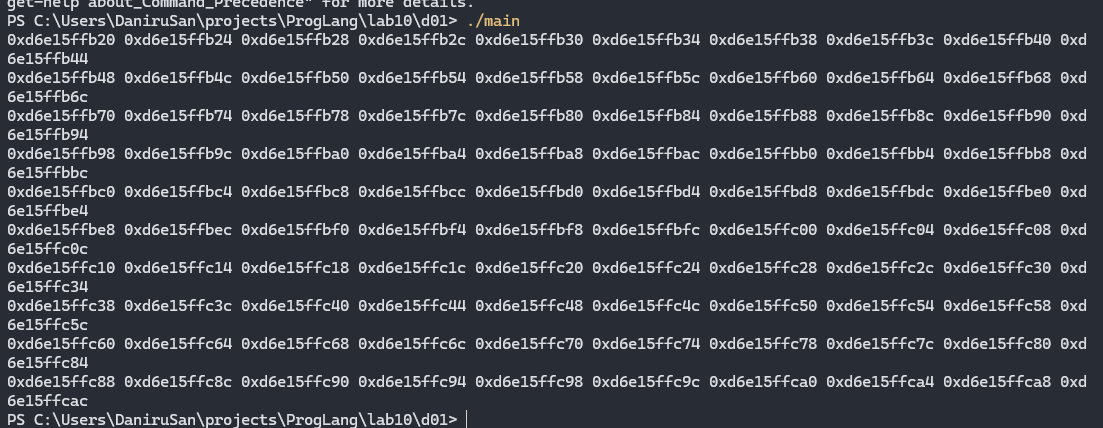 get-help about_Command_Precedence" for more details.
PS C:\Users\DaniruSan\projects\ProgLang\lab10\d01> ./main
0xd6e15ffb20 0xd6e15ffb24 0xd6e15ffb28 0xd6e15ffb2c 0xd6e15ffb30 0xd6e15ffb34 0xd6e15ffb38 0xd6e15ffb3c 0xd6e15ffb40 0xd
6e15ffb44
0xd6e15ffb48 0xd6e15ffb4c 0xd6e15ffb50 0xd6e15ffb54 0xd6e15ffb58 0xd6e15ffb5c 0xd6e15ffb60 0xd6e15ffb64 0xd6e15ffb68 0xd
6e15ffb6c
0xd6e15ffb70 0xd6e15ffb74 0xd6e15ffb78 0xd6e15ffb7c 0xd6e15ffb80 0xd6e15ffb84 0xd6e15ffb88 0xd6e15ffb8c 0xd6e15ffb90 0xd
6e15ffb94
0xd6e15ffb98 0xd6e15ffb9c 0xd6e15ffba0 0xd6e15ffba4 0xd6e15ffba8 0xd6e15ffbac 0xd6e15ffbb0 0xd6e15ffbb4 0xd6e15ffbb8 0xd
6e15ffbbc
0xd6e15ffbc0 0xd6e15ffbc4 0xd6e15ffbc8 0xd6e15ffbcc 0xd6e15ffbd0 0xd6e15ffbd4 0xd6e15ffbd8 0xd6e15ffbdc 0xd6e15ffbe0 0xd
6e15ffbe4
0xd6e15ffbe8 0xd6e15ffbec 0xd6e15ffbf0 0xd6e15ffbf4 0xd6e15ffbf8 0xd6e15ffbfc 0xd6e15ffc00 0xd6e15ffc04 0xd6e15ffc08 0xd
6e15ffc0c
0xd6e15ffc10 0xd6e15ffc14 0xd6e15ffc18 0xd6e15ffc1c 0xd6e15ffc20 0xd6e15ffc24 0xd6e15ffc28 0xd6e15ffc2c 0xd6e15ffc30 0xd
6e15ffc34
0xd6e15ffc38 0xd6e15ffc3c 0xd6e15ffc40 0xd6e15ffc44 0xd6e15ffc48 0xd6e15ffc4c 0xd6e15ffc50 0xd6e15ffc54 0xd6e15ffc58 0xd
6e15ffc5c
0xd6e15ffc60 0xd6e15ffc64 0xd6e15ffc68 0xd6e15ffc6c 0xd6e15ffc70 0xd6e15ffc74 0xd6e15ffc78 0xd6e15ffc7c 0xd6e15ffc80 0xd
6e15ffc84
0xd6e15ffc88 0xd6e15ffc8c 0xd6e15ffc90 0xd6e15ffc94 0xd6e15ffc98 0xd6e15ffc9c 0xd6e15ffca0 0xd6e15ffca4 0xd6e15ffca8 0xd
6e15ffcac
PS C:\Users\DaniruSan\projects\ProgLang\lab10\d01>